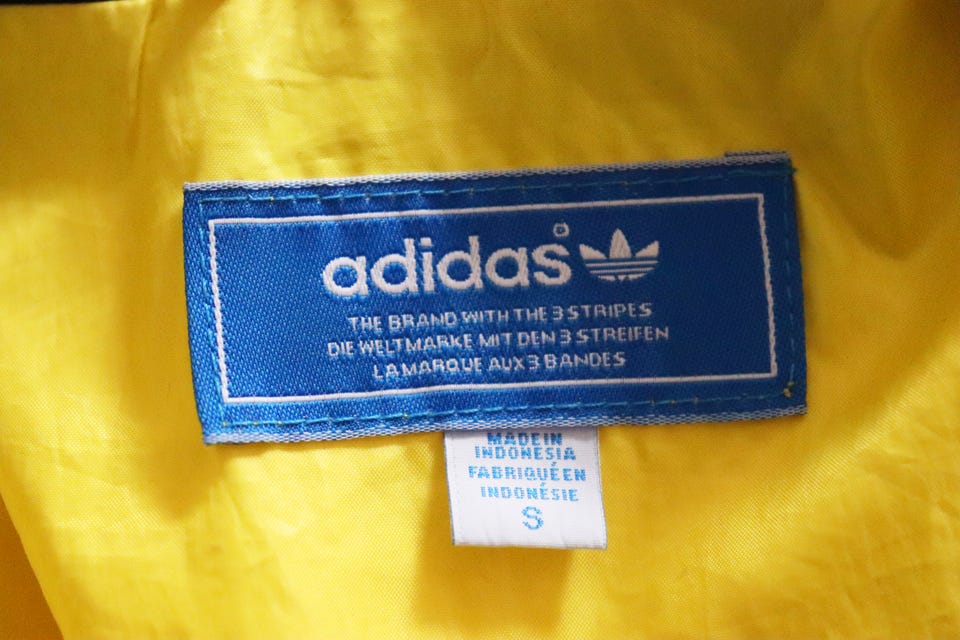 adidas
THE BRAND WITH THE 3 STRIPES
DIE WELTMARKE MIT DEN 3 STREIFEN
LA MARQUE AUX 3 BANDES
MADE IN
INDONESIA
FABRIQUÉ EN
INDONÉSIE
S